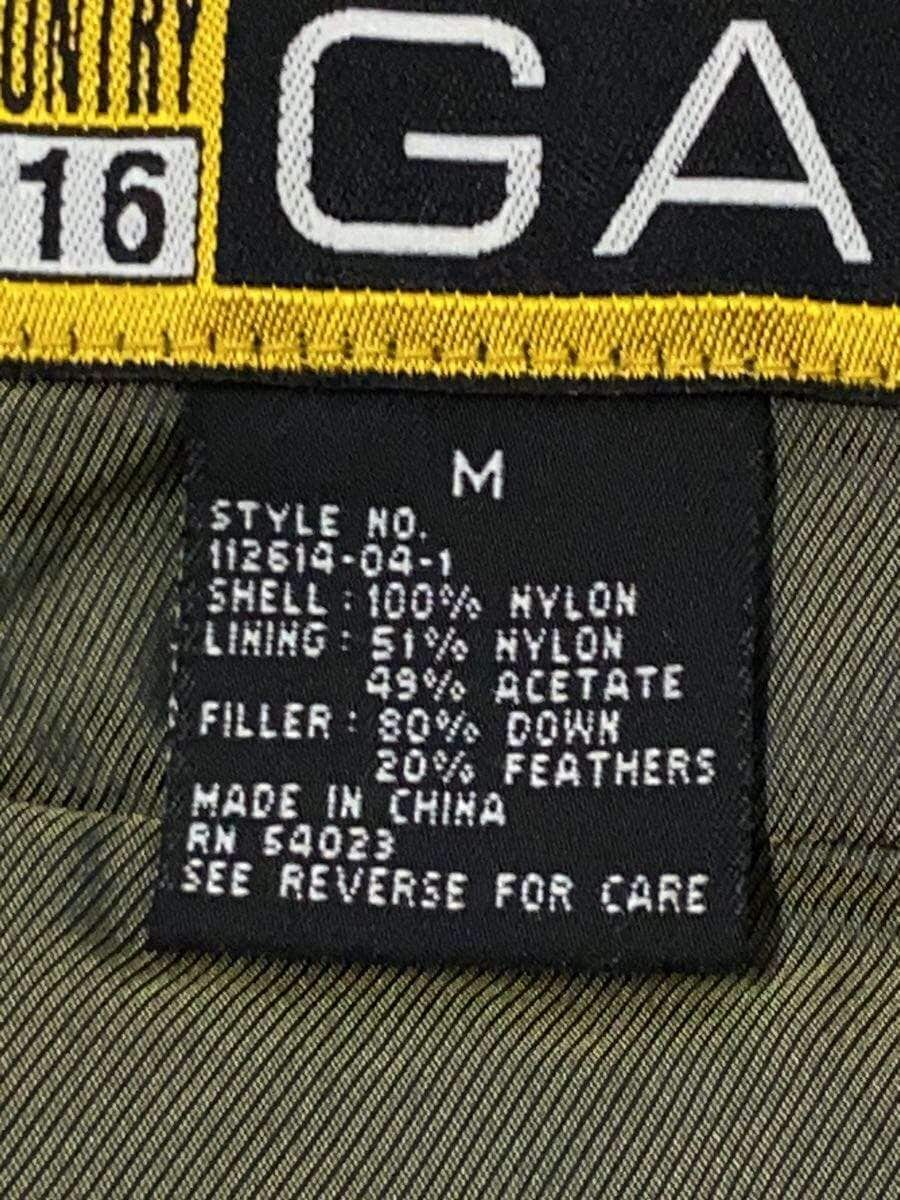 UNTRY
16
GA
M
STYLE NO.
112614-04-1
SHELL : 100% NYLON
LINING : 51% NYLON
49% ACETATE
FILLER : 80% DOWN
20% FEATHERS
MADE IN CHINA
RN 54023
SEE REVERSE FOR CARE